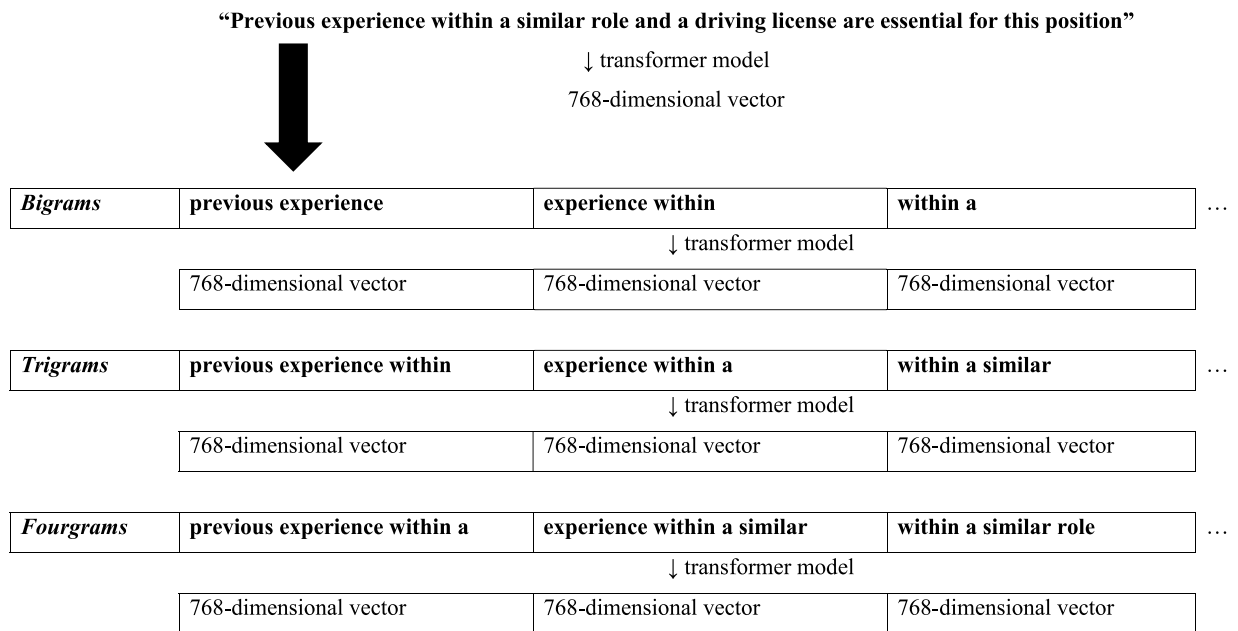 “Previous experience within a similar role and a driving license are essential for this position”
↓ transformer model
768-dimensional vector
Bigrams previous experience experience within within a …
↓ transformer model
768-dimensional vector 768-dimensional vector 768-dimensional vector
Trigrams previous experience within experience within a within a similar …
↓ transformer model
768-dimensional vector 768-dimensional vector 768-dimensional vector
Fourgrams previous experience within a experience within a similar within a similar role …
↓ transformer model
768-dimensional vector 768-dimensional vector 768-dimensional vector